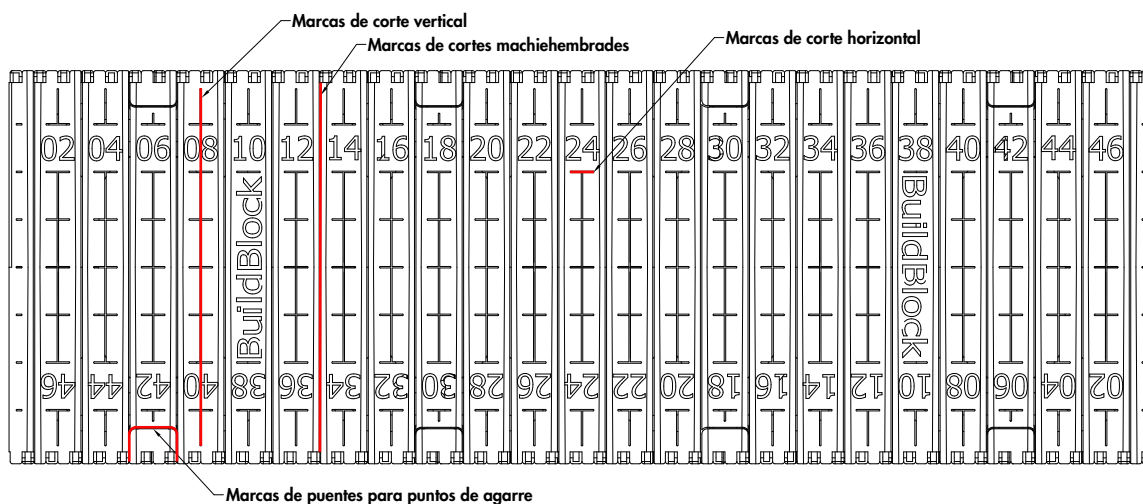 Marcas de corte vertical
Marcas de cortes machiehembrades
Marcas de corte horizontal
02 04 06 08 10 12 14 16 18 20 22 24 26 28 30 32 34 36 38 40 42 44 46
BuildBlock
BuildBlock
46 44 42 40 38 36 34 32 30 28 26 24 22 20 18 16 14 12 10 08 06 04 02
Marcas de puentes para puntos de agarre